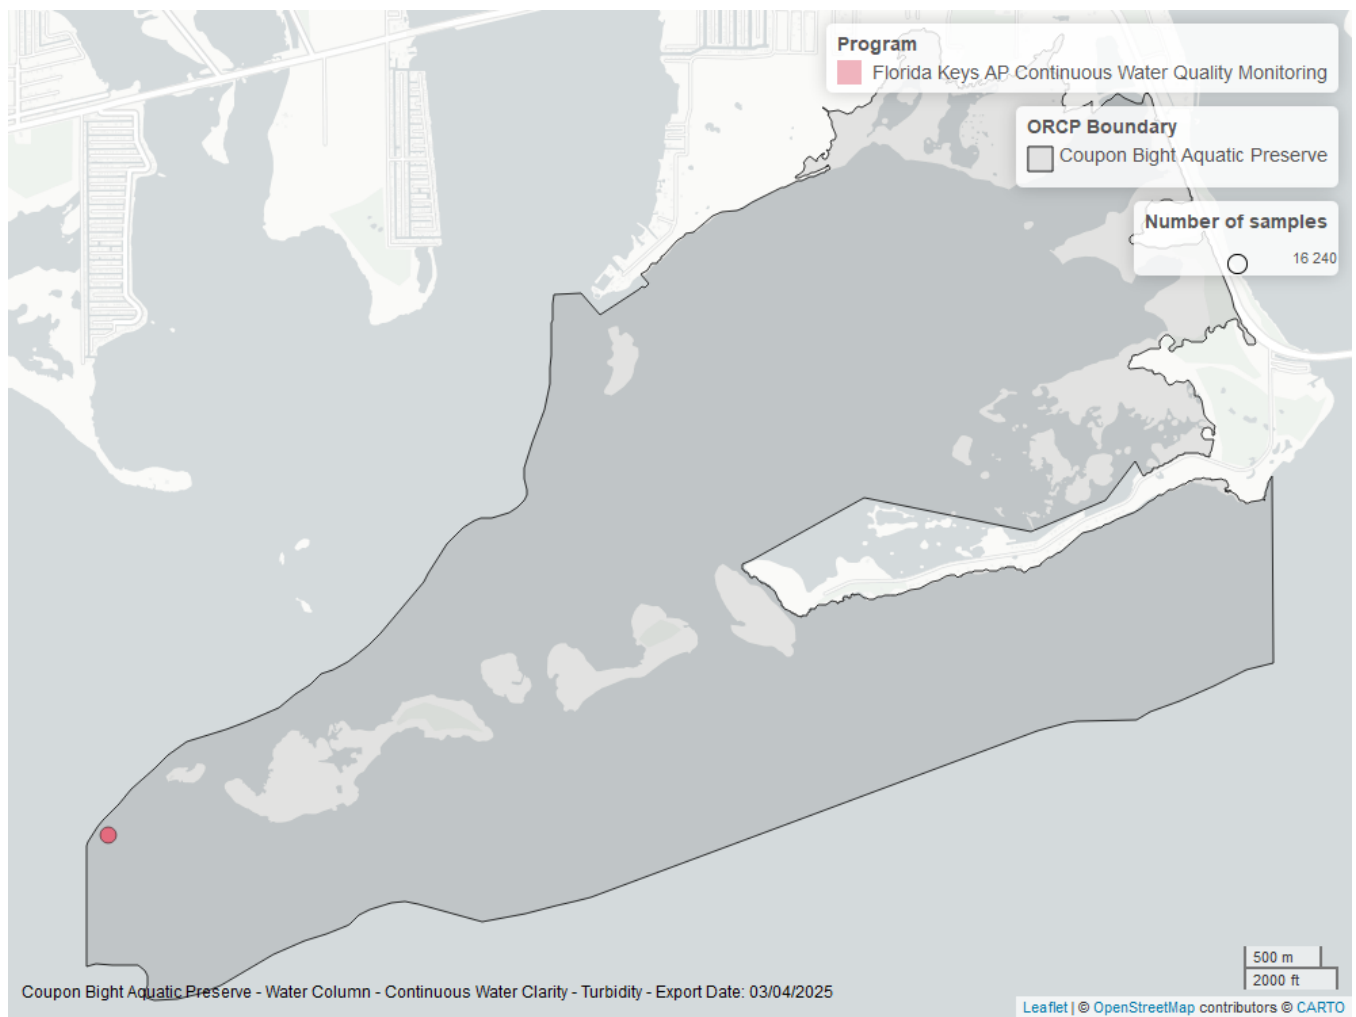 Program
Florida Keys AP Continuous Water Quality Monitoring
ORCP Boundary
Coupon Bight Aquatic Preserve
Number of samples
16 240
500 m
2000 ft
Coupon Bight Aquatic Preserve - Water Column - Continuous Water Clarity - Turbidity - Export Date: 03/04/2025
Leaflet | © OpenStreetMap contributors © CARTO